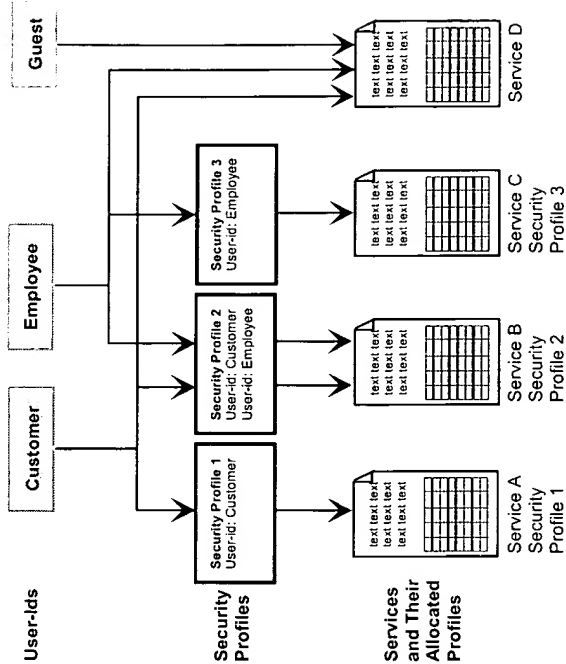 User-Ids
Customer
Employee
Guest
Security
Profiles
Security Profile 1
User-id: Customer
Security Profile 2
User-id: Customer
User-id: Employee
Security Profile 3
User-id: Employee
Services
and Their
Allocated
Profiles
text text text
text text text
text text text
text text text
text text text
text text text
text text text
text text text
text text text
text text text
text text text
text text text
Service A
Security
Profile 1
Service B
Security
Profile 2
Service C
Security
Profile 3
Service D